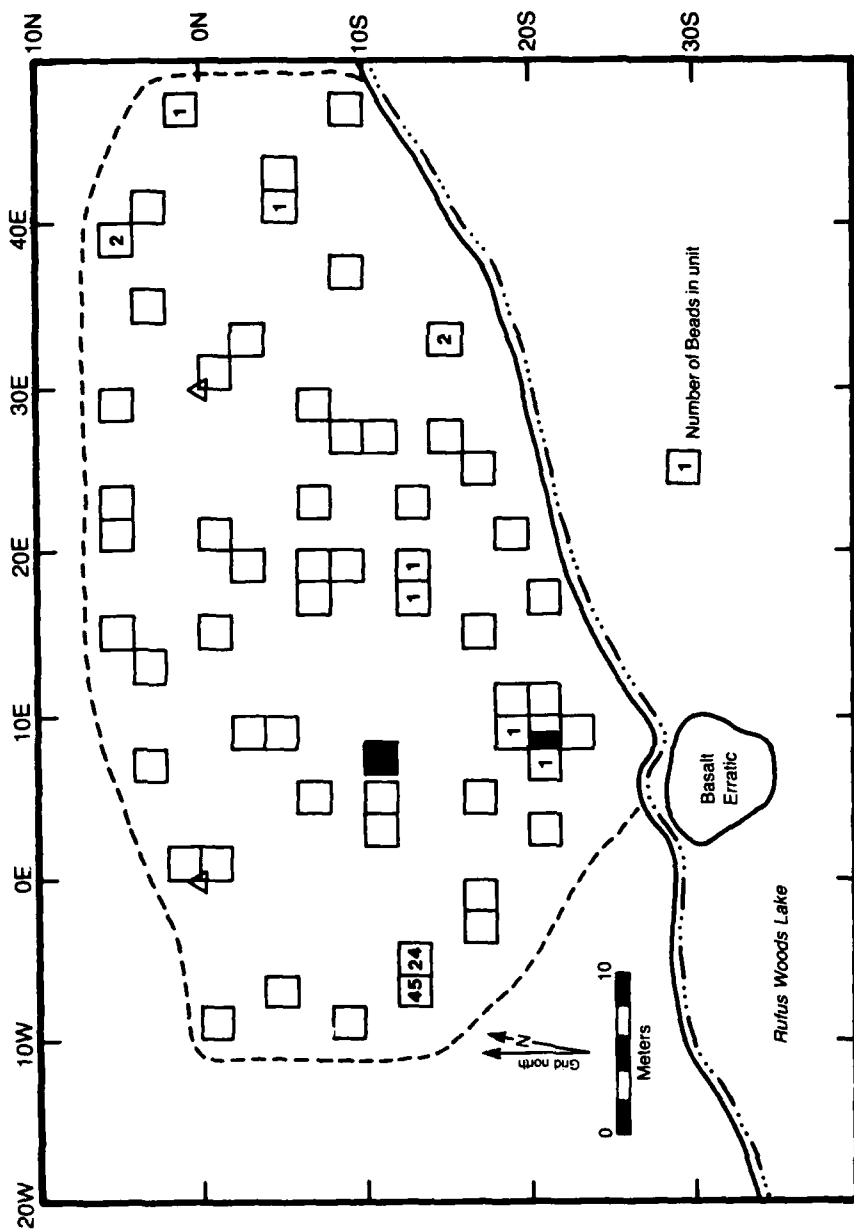 20W 10W 0E 10E 20E 30E 40E
10N
2
1
0N
1
10S
45 24 1 1
2
1
20S
1
Grid north
N
0 10
Meters
1 Number of Beads in unit
30S
Basalt
Erratic
Rufus Woods Lake